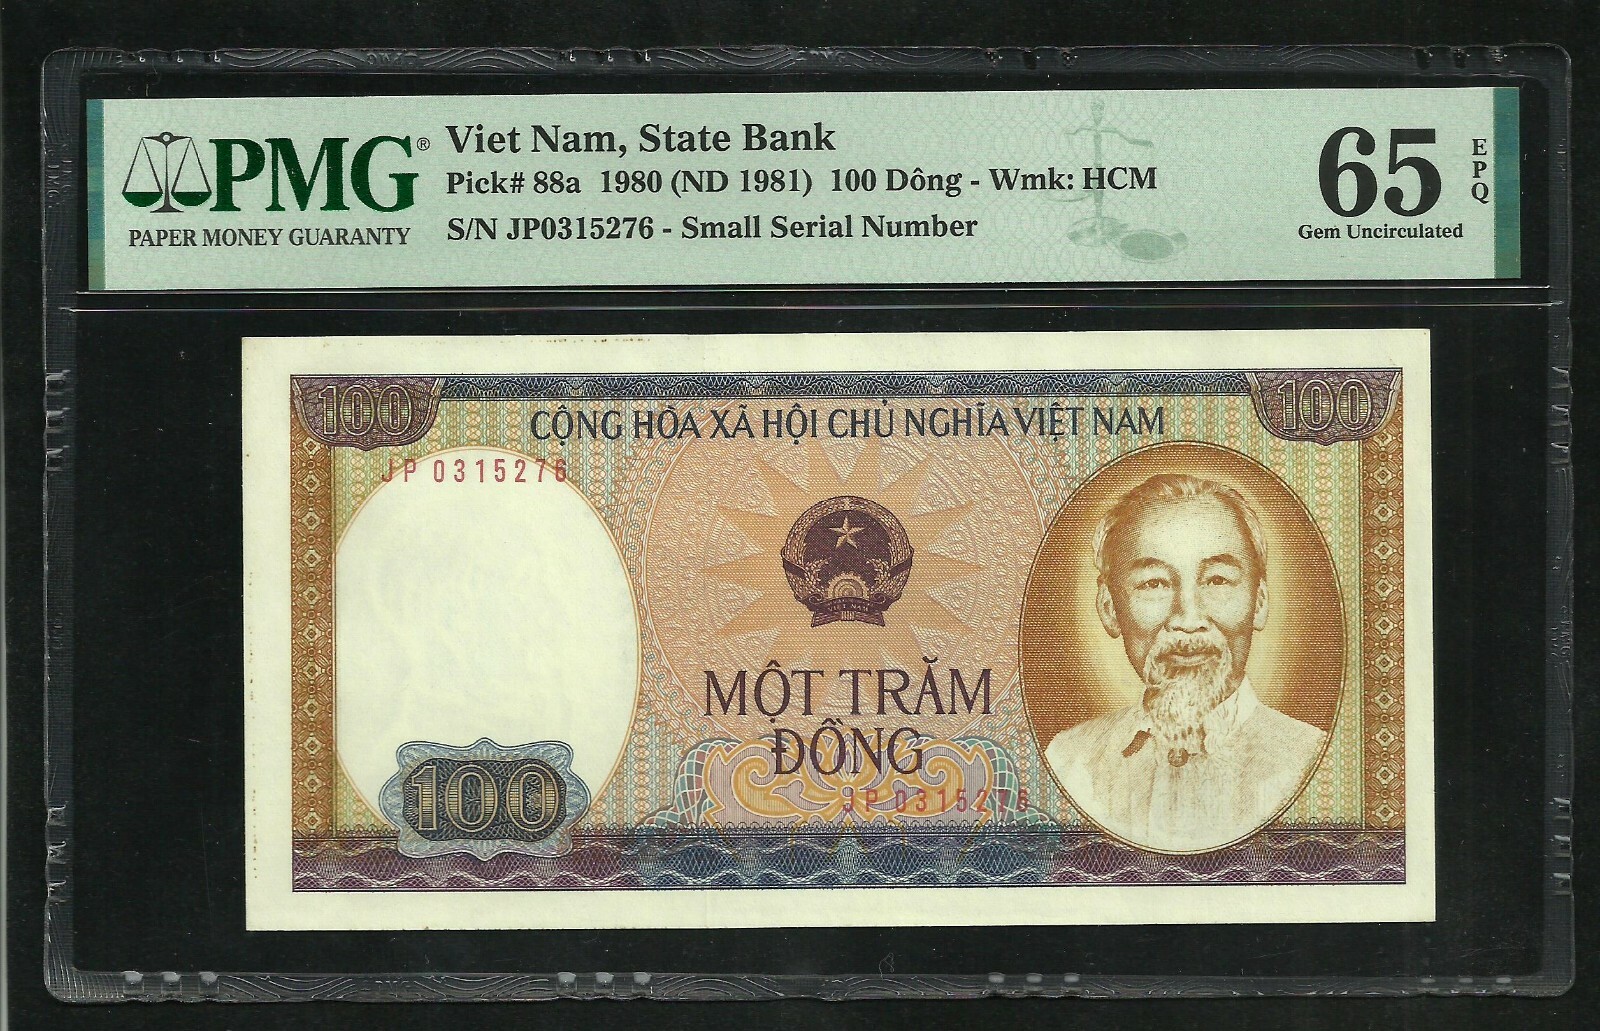 PMG®
PAPER MONEY GUARANTY
Viet Nam, State Bank
Pick# 88a 1980 (ND 1981) 100 Dông - Wmk: HCM
S/N JP0315276 - Small Serial Number
65
EPQ
Gem Uncirculated
100
100
CỘNG HÒA XÃ HỘI CHỦ NGHĨA VIỆT NAM
JP 0315276
VIỆT NAM
MỘT TRĂM
ĐỒNG
100
JP 0315276